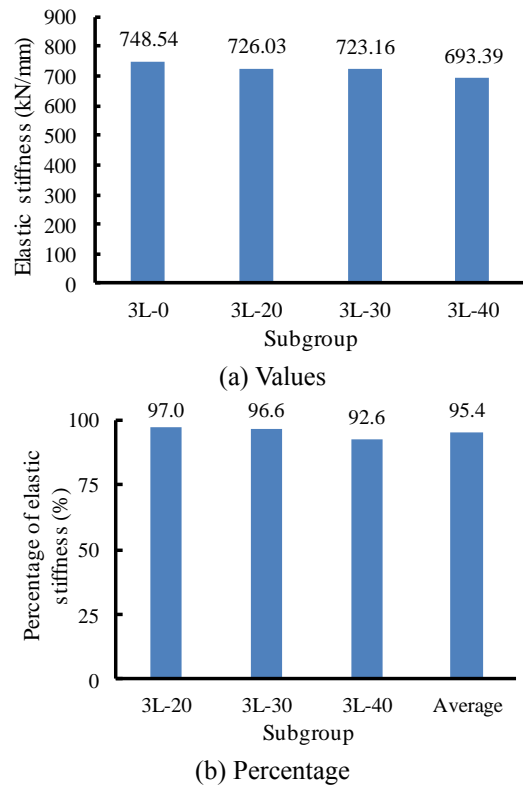 900
800
700
600
500
400
300
200
100
0
Elastic stiffness (kN/mm)
748.54
726.03
723.16
693.39
3L-0
3L-20
3L-30
3L-40
Subgroup
(a) Values
100
75
50
25
0
Percentage of elastic
stiffness (%)
97.0
96.6
92.6
95.4
3L-20
3L-30
3L-40
Average
Subgroup
(b) Percentage